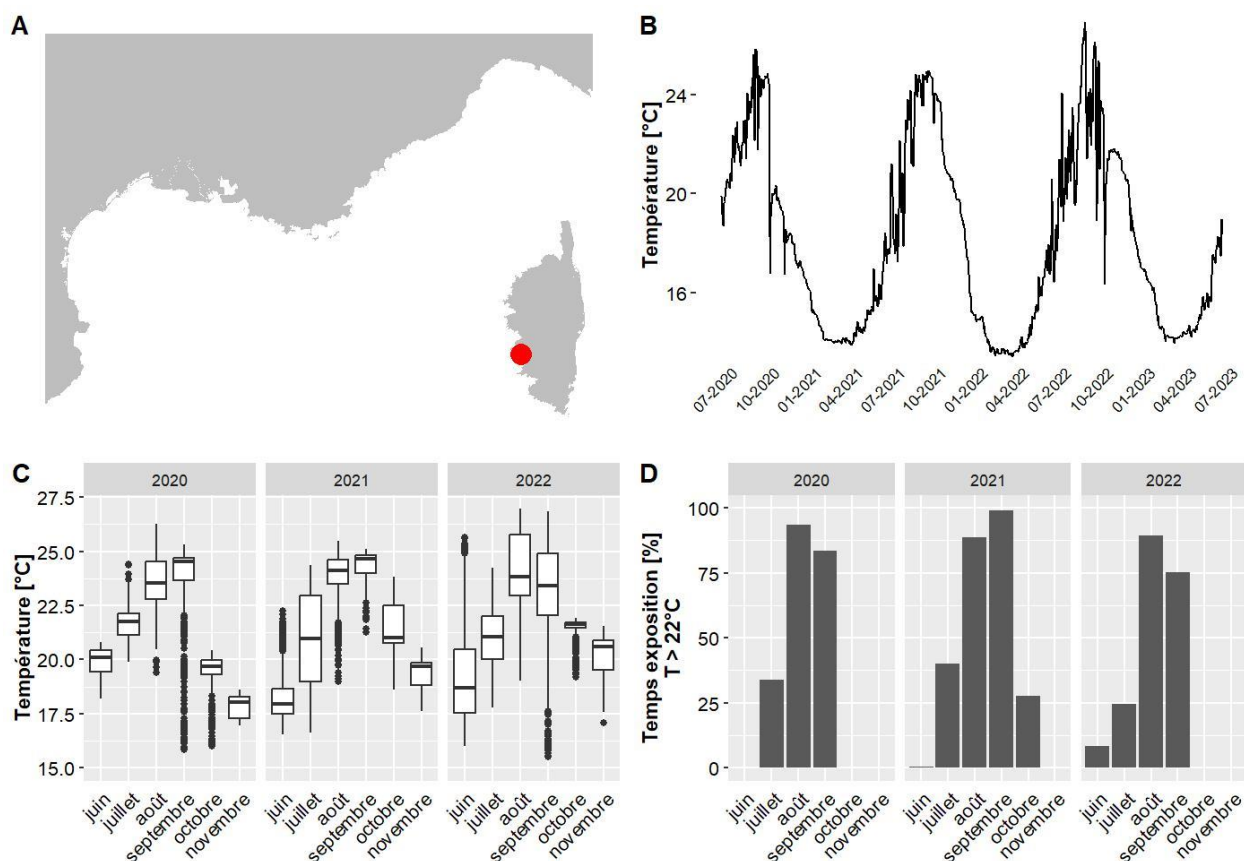 A
B
Température [°C]
24
20
16
07-2020
10-2020
01-2021
04-2021
07-2021
10-2021
01-2022
04-2022
07-2022
10-2022
01-2023
04-2023
07-2023
C
2020
2021
2022
Température [°C]
27.5
25.0
22.5
20.0
17.5
15.0
juin
juillet
août
septembre
octobre
novembre
juin
juillet
août
septembre
octobre
novembre
juin
juillet
août
septembre
octobre
novembre
D
2020
2021
2022
Temps exposition [%]
T > 22°C
100
75
50
25
0
juin
juillet
août
septembre
octobre
novembre
juin
juillet
août
septembre
octobre
novembre
juin
juillet
août
septembre
octobre
novembre